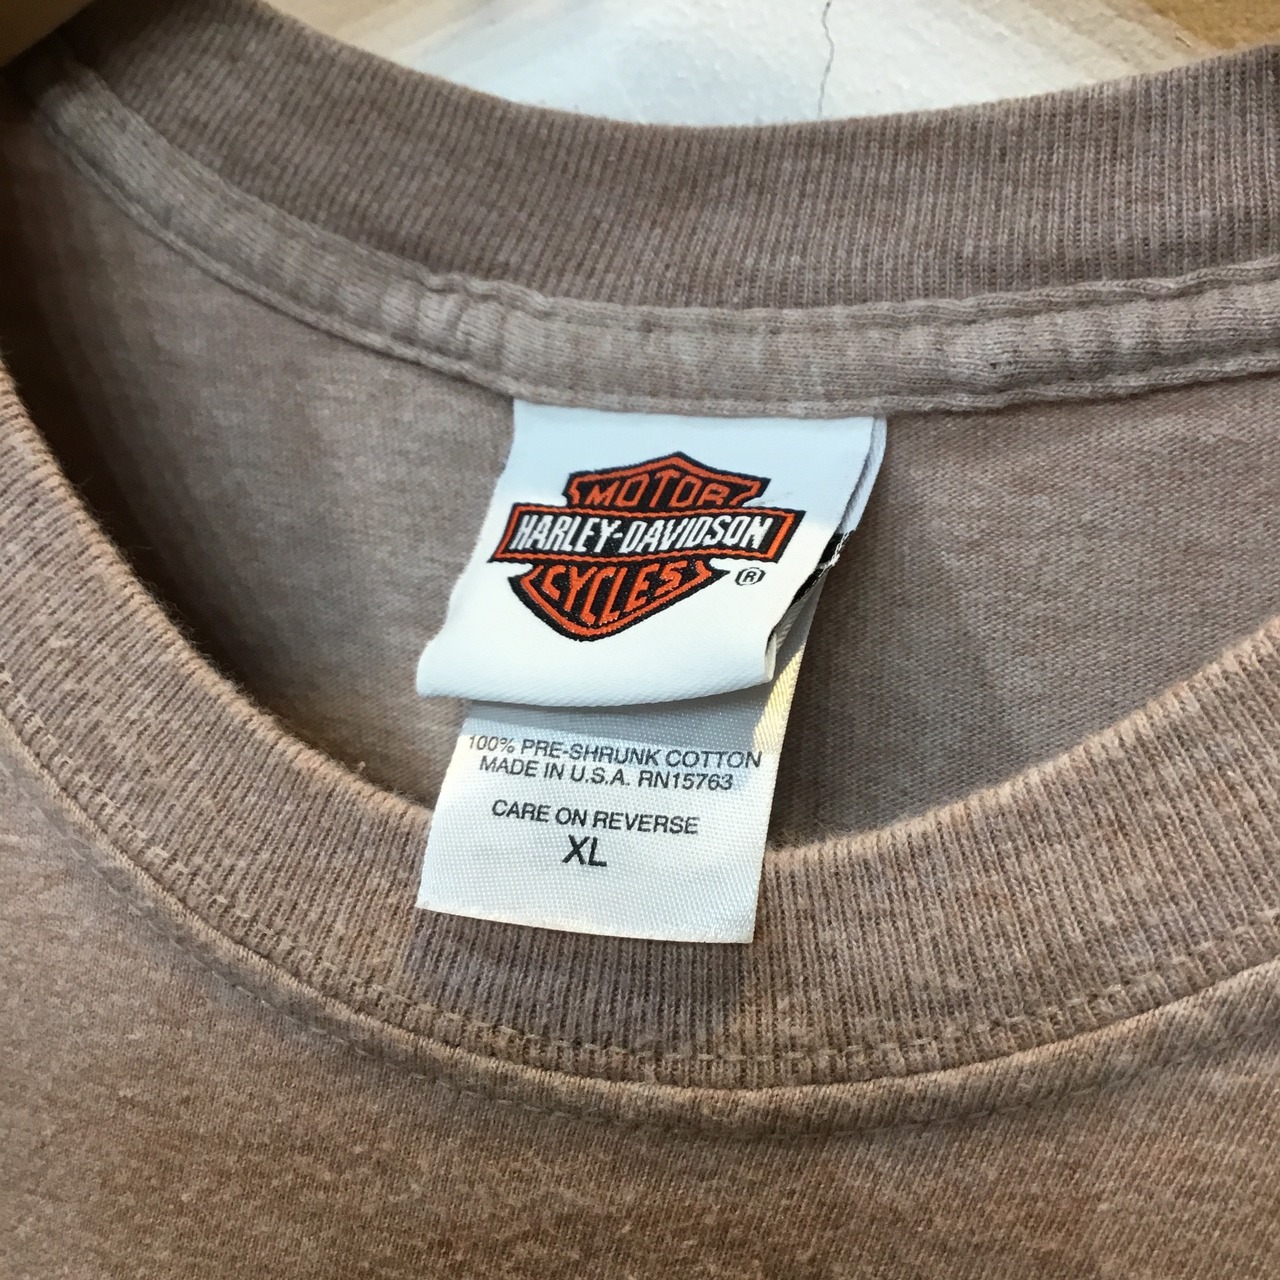 MOTOR
HARLEY-DAVIDSON
CYCLES ®
100% PRE-SHRUNK COTTON
MADE IN U.S.A. RN15763
CARE ON REVERSE
XL